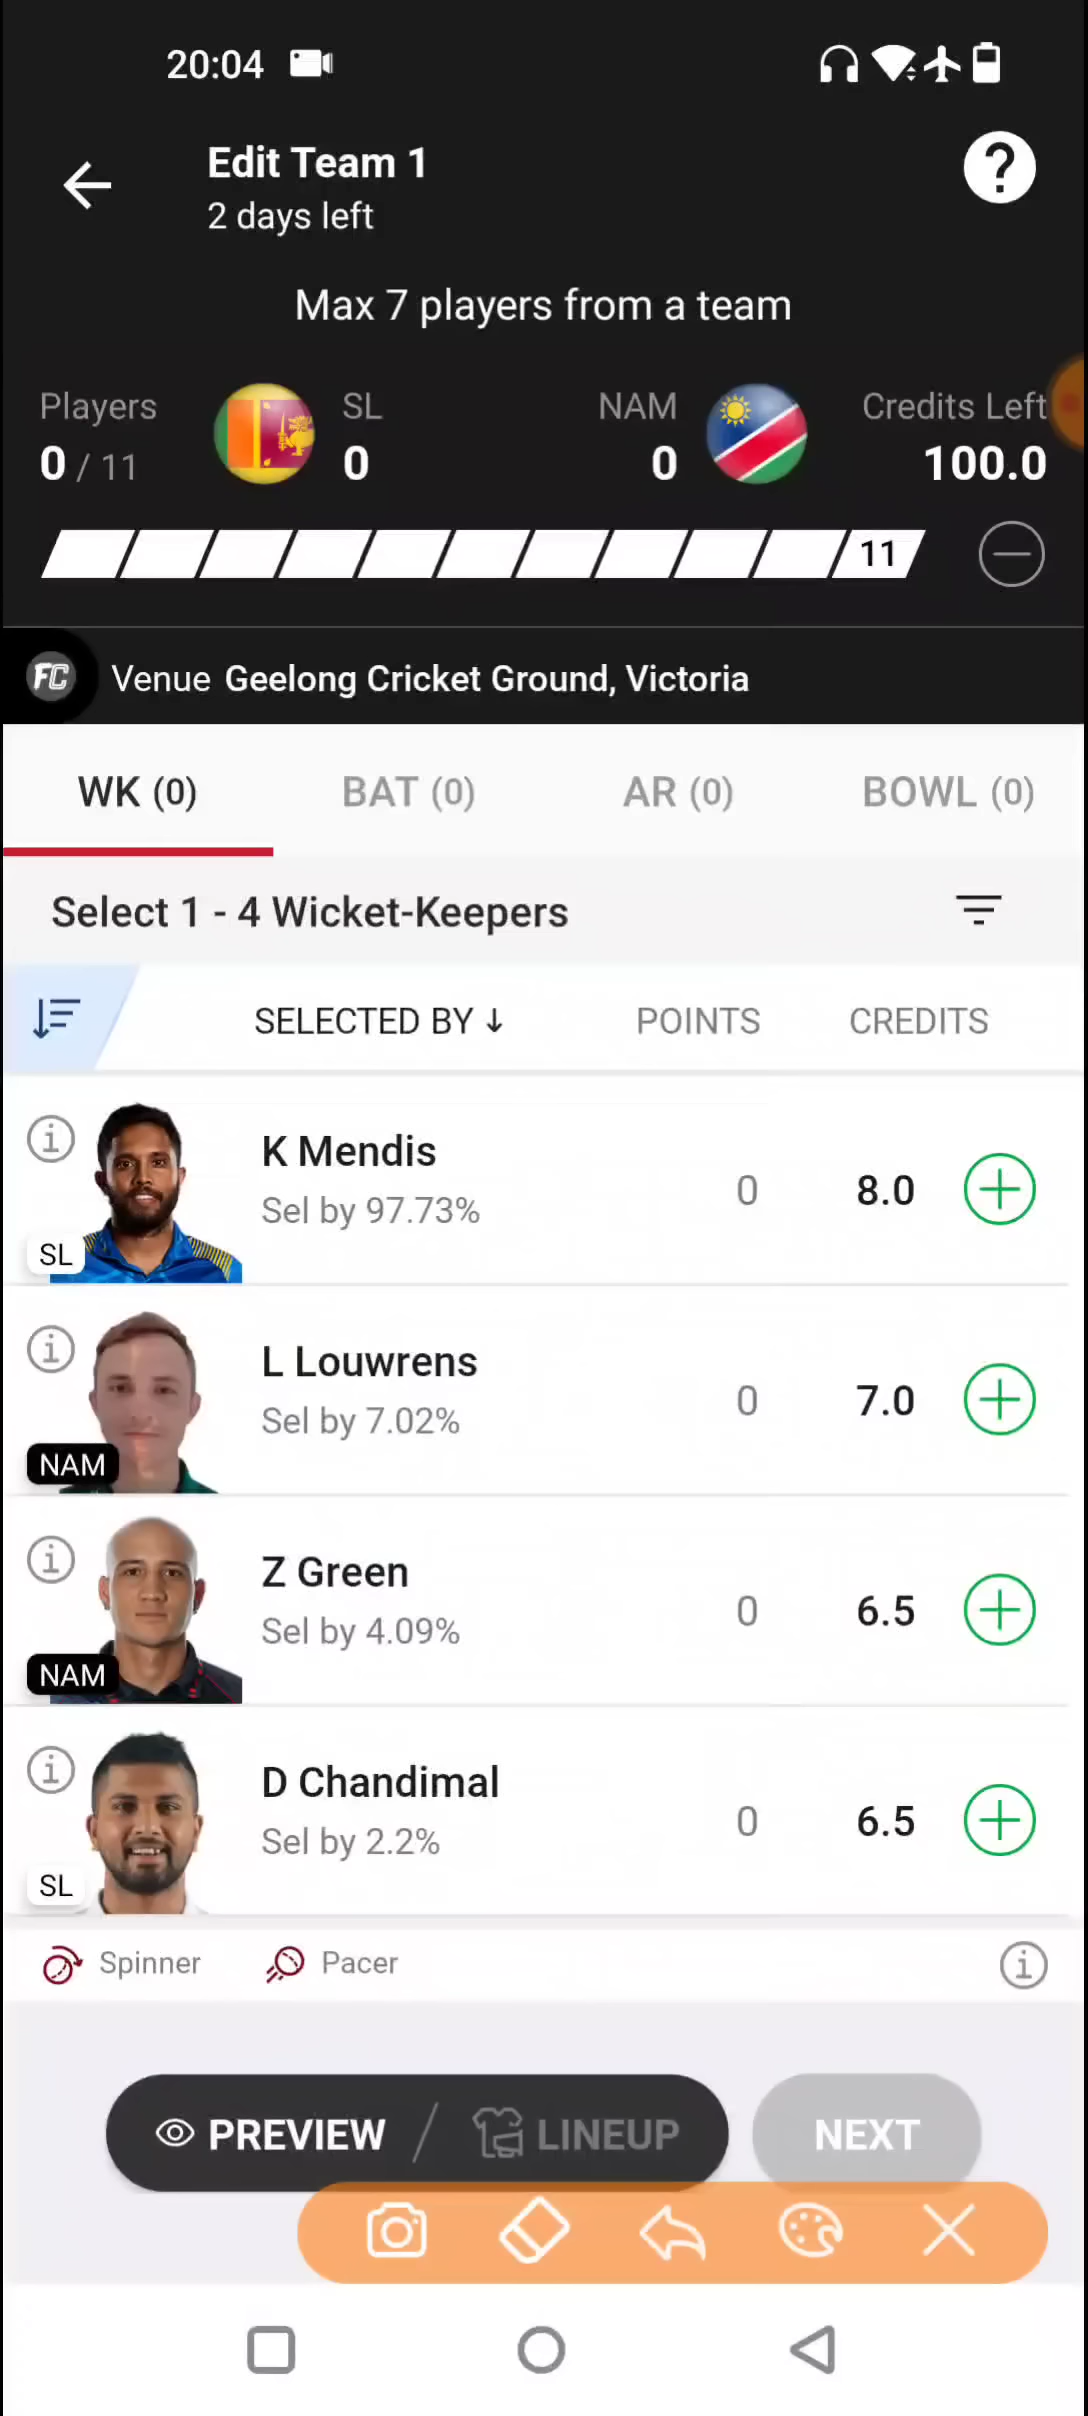 20:04
Edit Team 1
2 days left
?
Max 7 players from a team
Players SL NAM Credits Left
0 / 11 0 0 100.0
11
FC Venue Geelong Cricket Ground, Victoria
WK (0) BAT (0) AR (0) BOWL (0)
Select 1 - 4 Wicket-Keepers
SELECTED BY ↓ POINTS CREDITS
K Mendis
Sel by 97.73% 0 8.0
SL
L Louwrens
Sel by 7.02% 0 7.0
NAM
Z Green
Sel by 4.09% 0 6.5
NAM
D Chandimal
Sel by 2.2% 0 6.5
SL
Spinner Pacer
PREVIEW / LINEUP NEXT